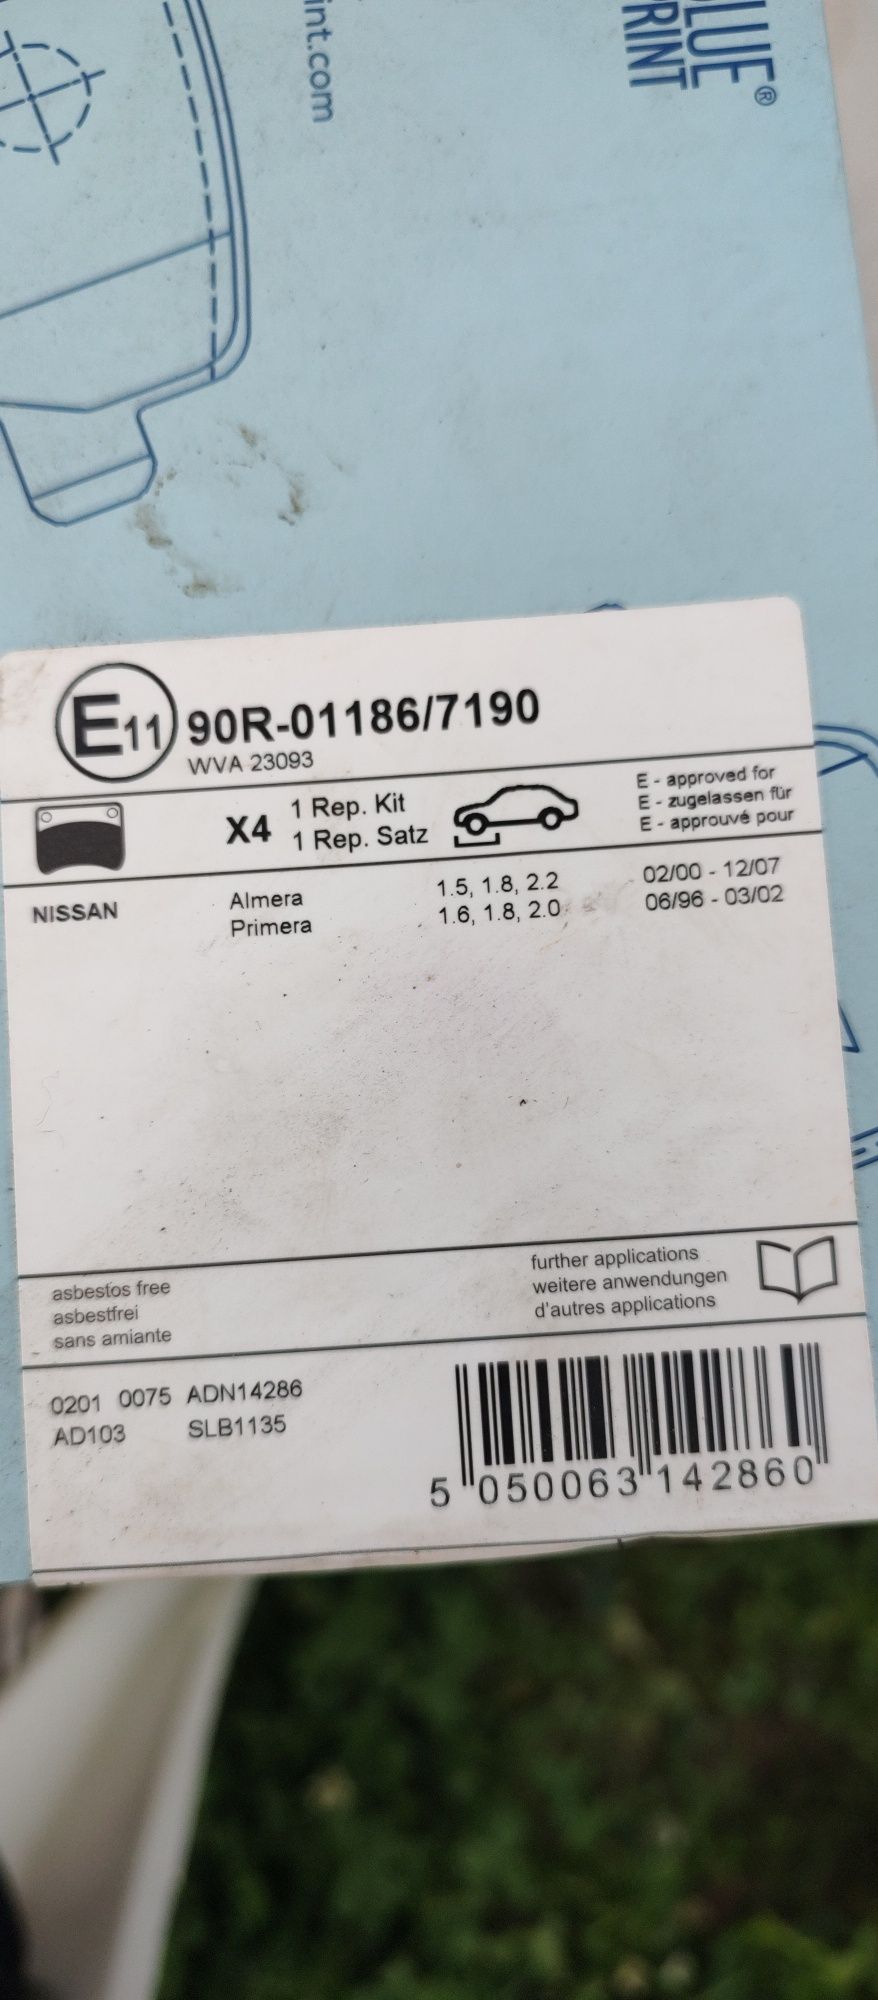 int.com
BLUE
PRINT®
E11 90R-01186/7190
WVA 23093
X4 1 Rep. Kit
1 Rep. Satz
E - approved for
E - zugelassen für
E - approuvé pour
NISSAN Almera 1.5, 1.8, 2.2 02/00 - 12/07
Primera 1.6, 1.8, 2.0 06/96 - 03/02
asbestos free
asbestfrei
sans amiante
further applications
weitere anwendungen
d'autres applications
0201 0075 ADN14286
AD103 SLB1135
5 050063 142860